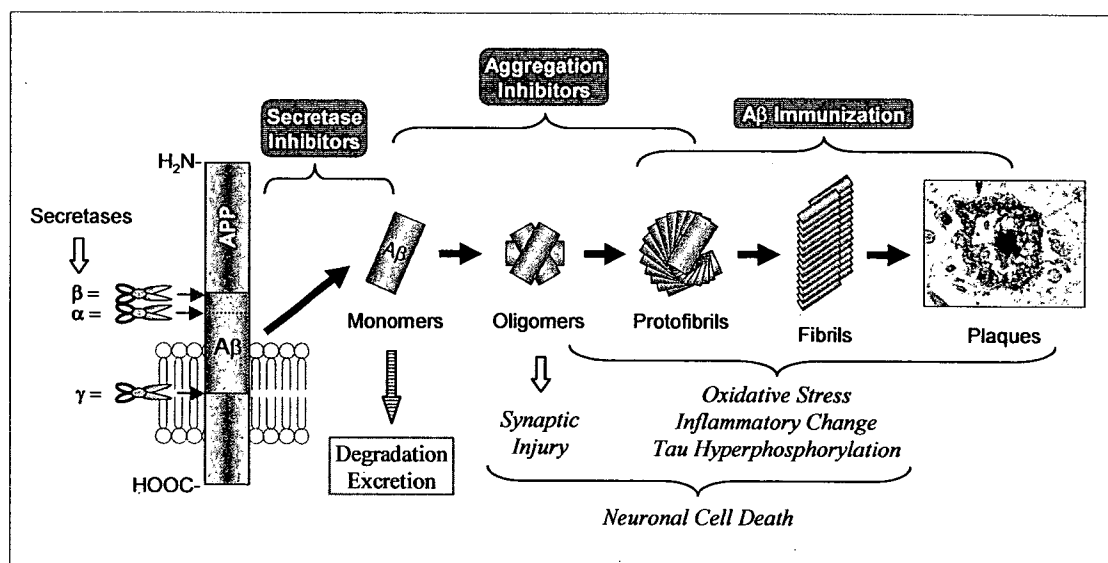 Aggregation
Inhibitors
Secretase
Inhibitors
Aβ Immunization
H₂N-
Secretases
APP
β =
α =
Aβ
γ =
HOOC-
Aβ
Monomers
Oligomers
Protofibrils
Fibrils
Plaques
Degradation
Excretion
Synaptic
Injury
Oxidative Stress
Inflammatory Change
Tau Hyperphosphorylation
Neuronal Cell Death